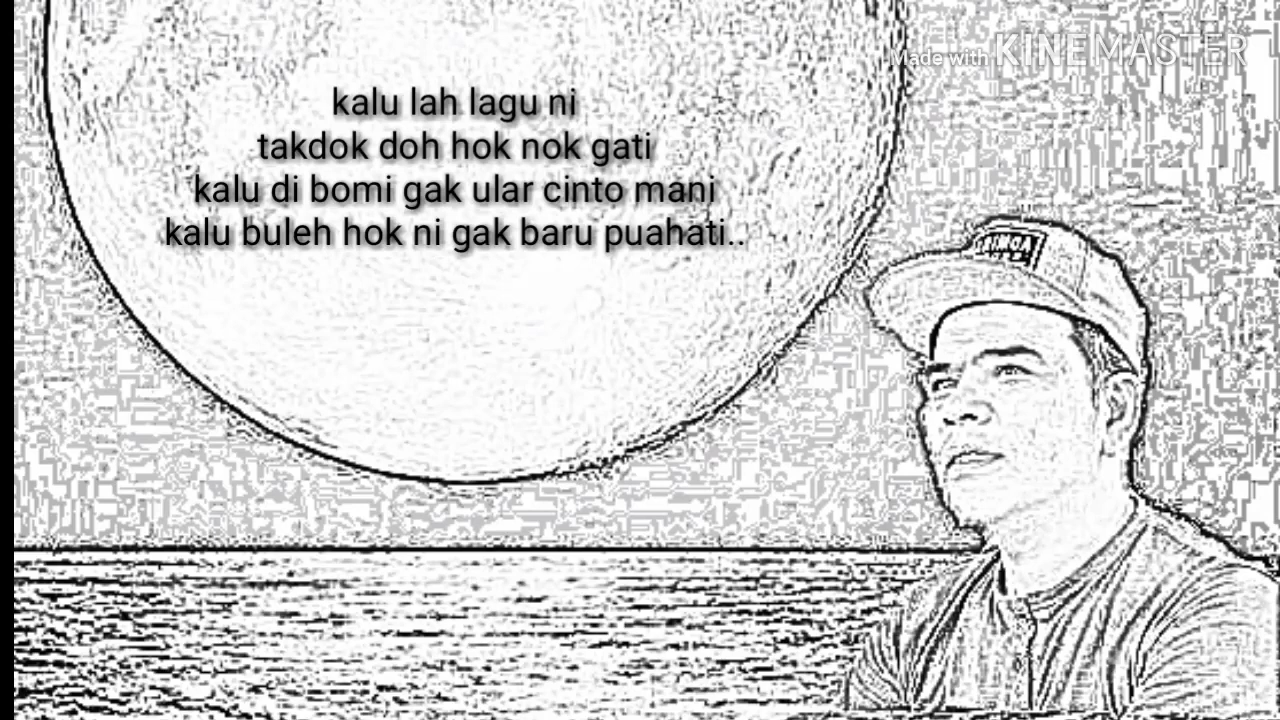 Made with KINEMASTER
kalu lah lagu ni
takdok doh hok nok gati
kalu di bomi gak ular cinto mani
kalu buleh hok ni gak baru puahati..